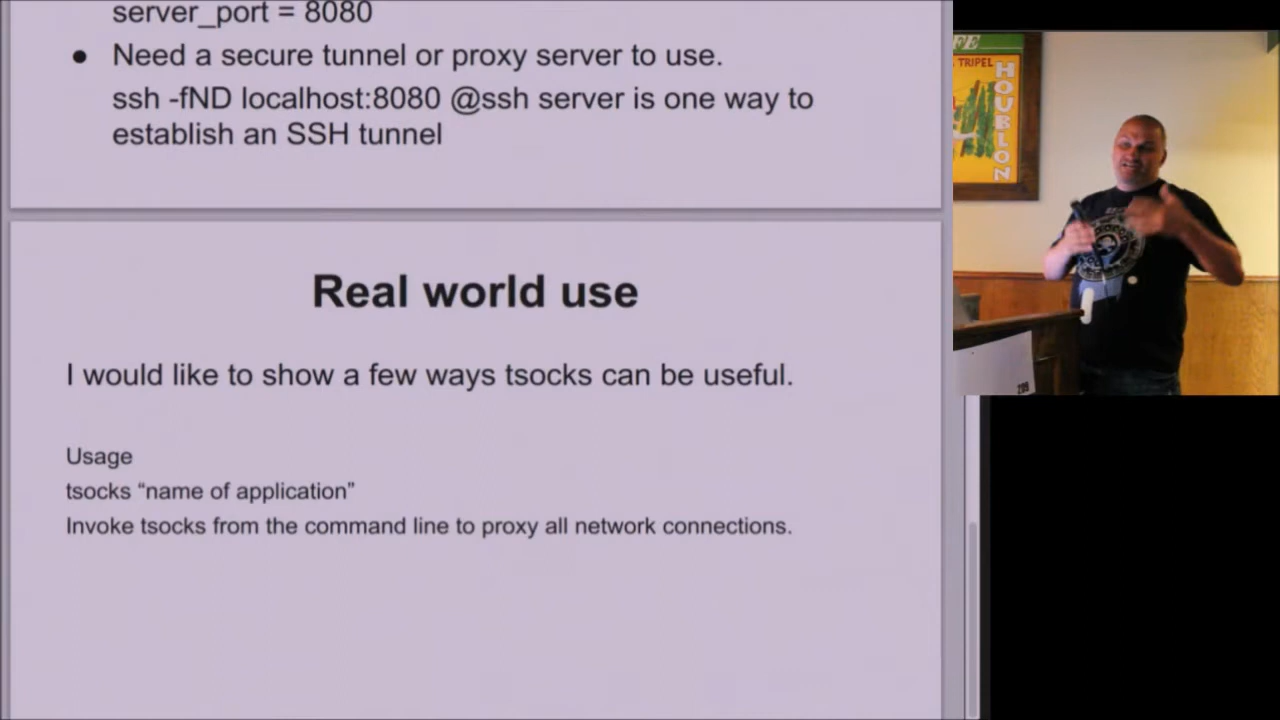 server_port = 8080
● Need a secure tunnel or proxy server to use.
ssh -fND localhost:8080 @ssh server is one way to
establish an SSH tunnel
Real world use
I would like to show a few ways tsocks can be useful.
Usage
tsocks “name of application”
Invoke tsocks from the command line to proxy all network connections.
FE
TRIPEL
HOUBLON